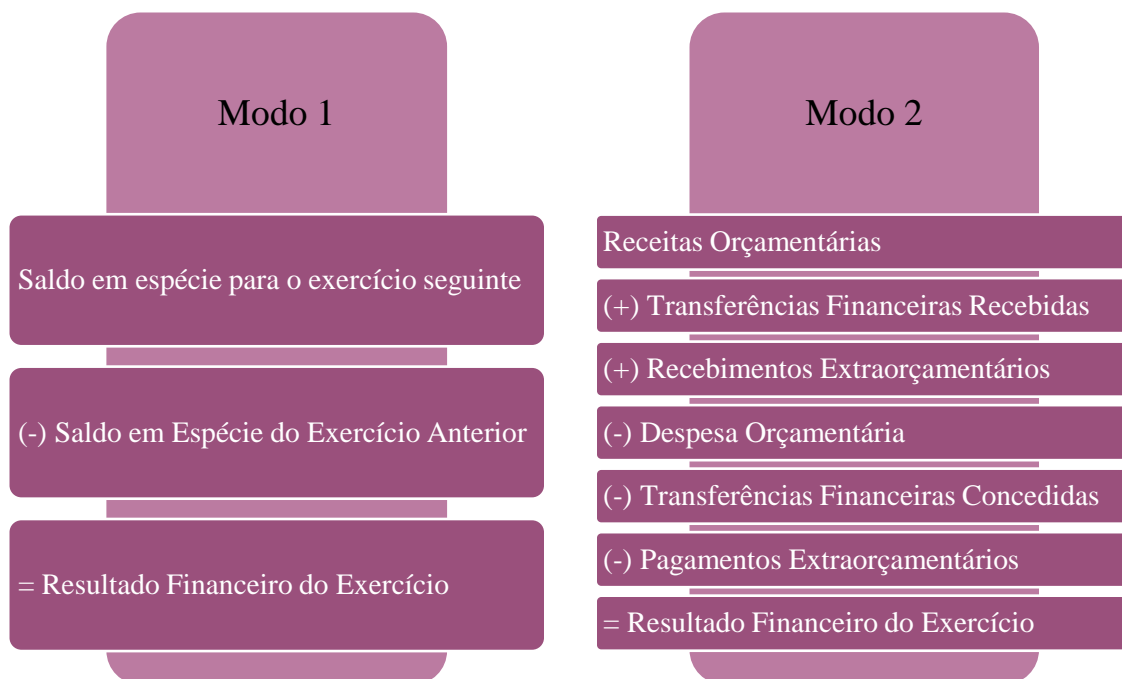 Modo 1
Saldo em espécie para o exercício seguinte
(-) Saldo em Espécie do Exercício Anterior
= Resultado Financeiro do Exercício
Modo 2
Receitas Orçamentárias
(+) Transferências Financeiras Recebidas
(+) Recebimentos Extraorçamentários
(-) Despesa Orçamentária
(-) Transferências Financeiras Concedidas
(-) Pagamentos Extraorçamentários
= Resultado Financeiro do Exercício